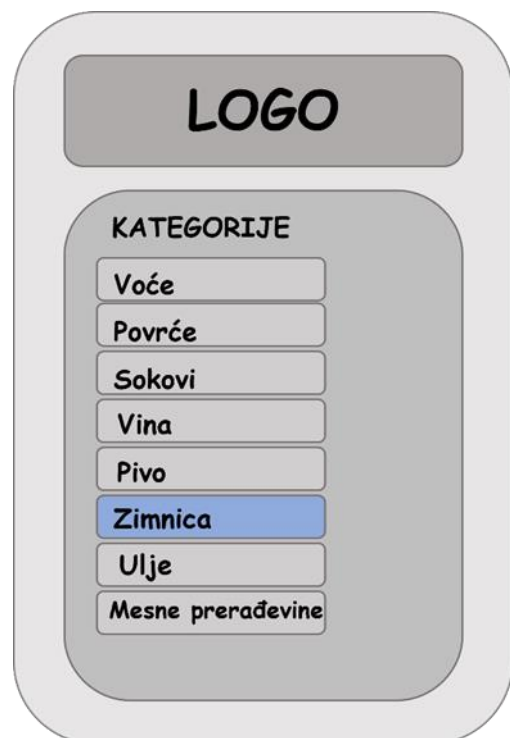 LOGO
KATEGORIJE
Voće
Povrće
Sokovi
Vina
Pivo
Zimnica
Ulje
Mesne prerađevine